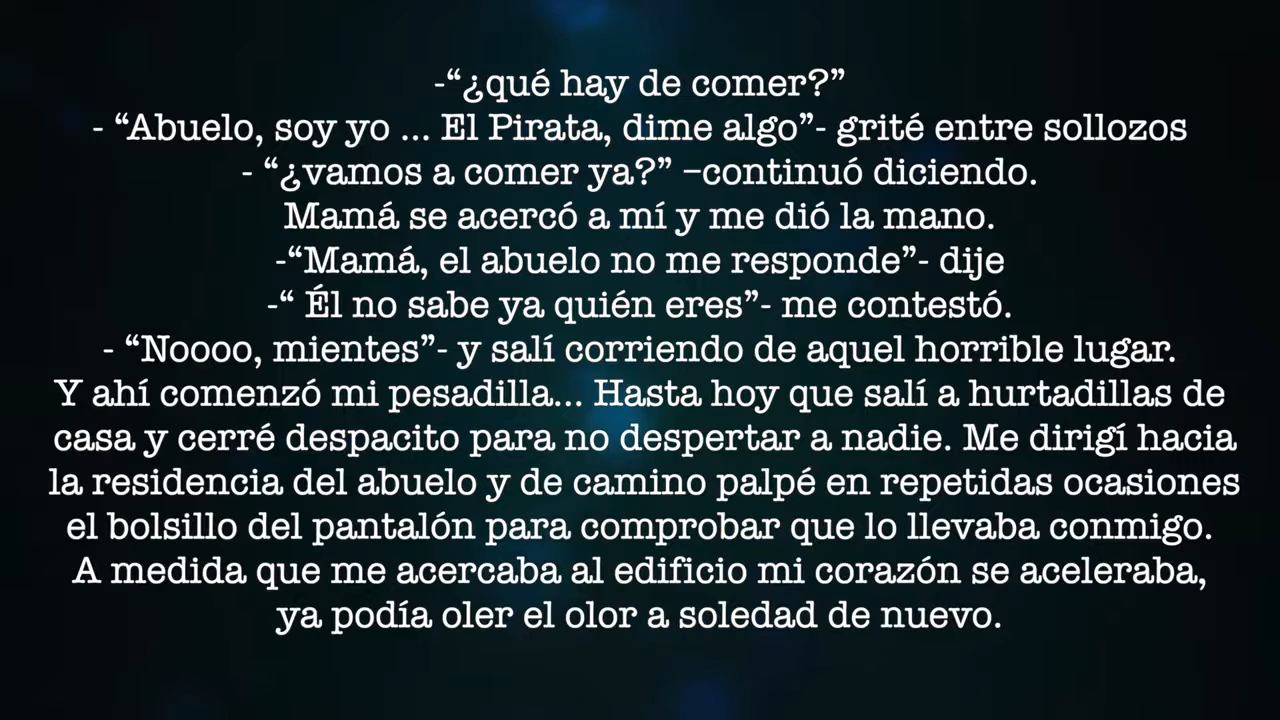 -“¿qué hay de comer?”
- “Abuelo, soy yo ... El Pirata, dime algo”- grité entre sollozos
- “¿vamos a comer ya?” –continuó diciendo.
Mamá se acercó a mí y me dió la mano.
-“Mamá, el abuelo no me responde”- dije
-“ Él no sabe ya quién eres”- me contestó.
- “Noooo, mientes”- y salí corriendo de aquel horrible lugar.
Y ahí comenzó mi pesadilla... Hasta hoy que salí a hurtadillas de
casa y cerré despacito para no despertar a nadie. Me dirigí hacia
la residencia del abuelo y de camino palpé en repetidas ocasiones
el bolsillo del pantalón para comprobar que lo llevaba conmigo.
A medida que me acercaba al edificio mi corazón se aceleraba,
ya podía oler el olor a soledad de nuevo.